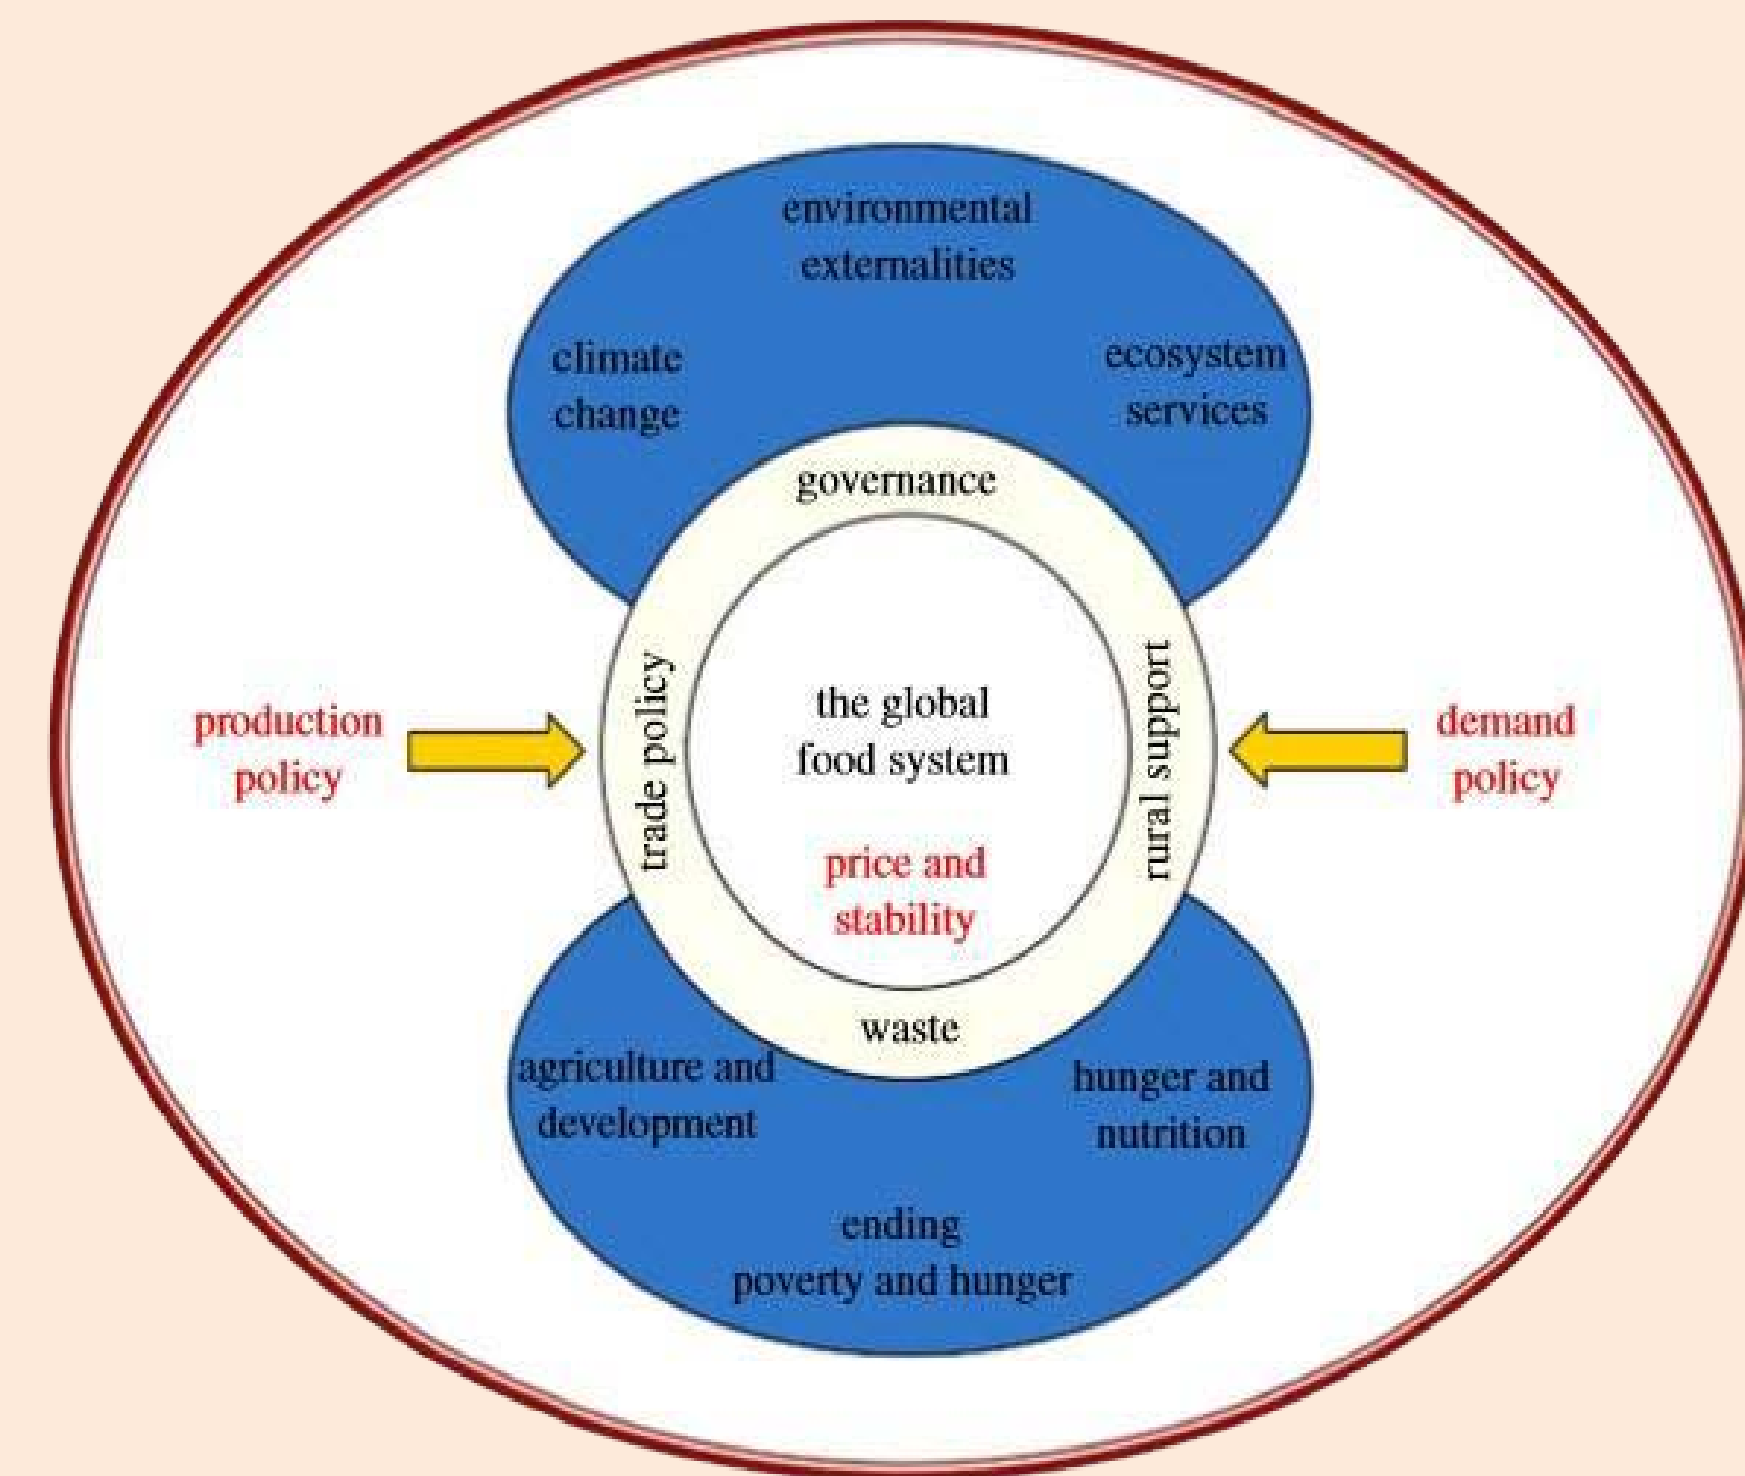 environmental
externalities
climate
change
ecosystem
services
governance
production
policy
trade policy
the global
food system
price and
stability
rural support
demand
policy
waste
agriculture and
development
hunger and
nutrition
ending
poverty and hunger